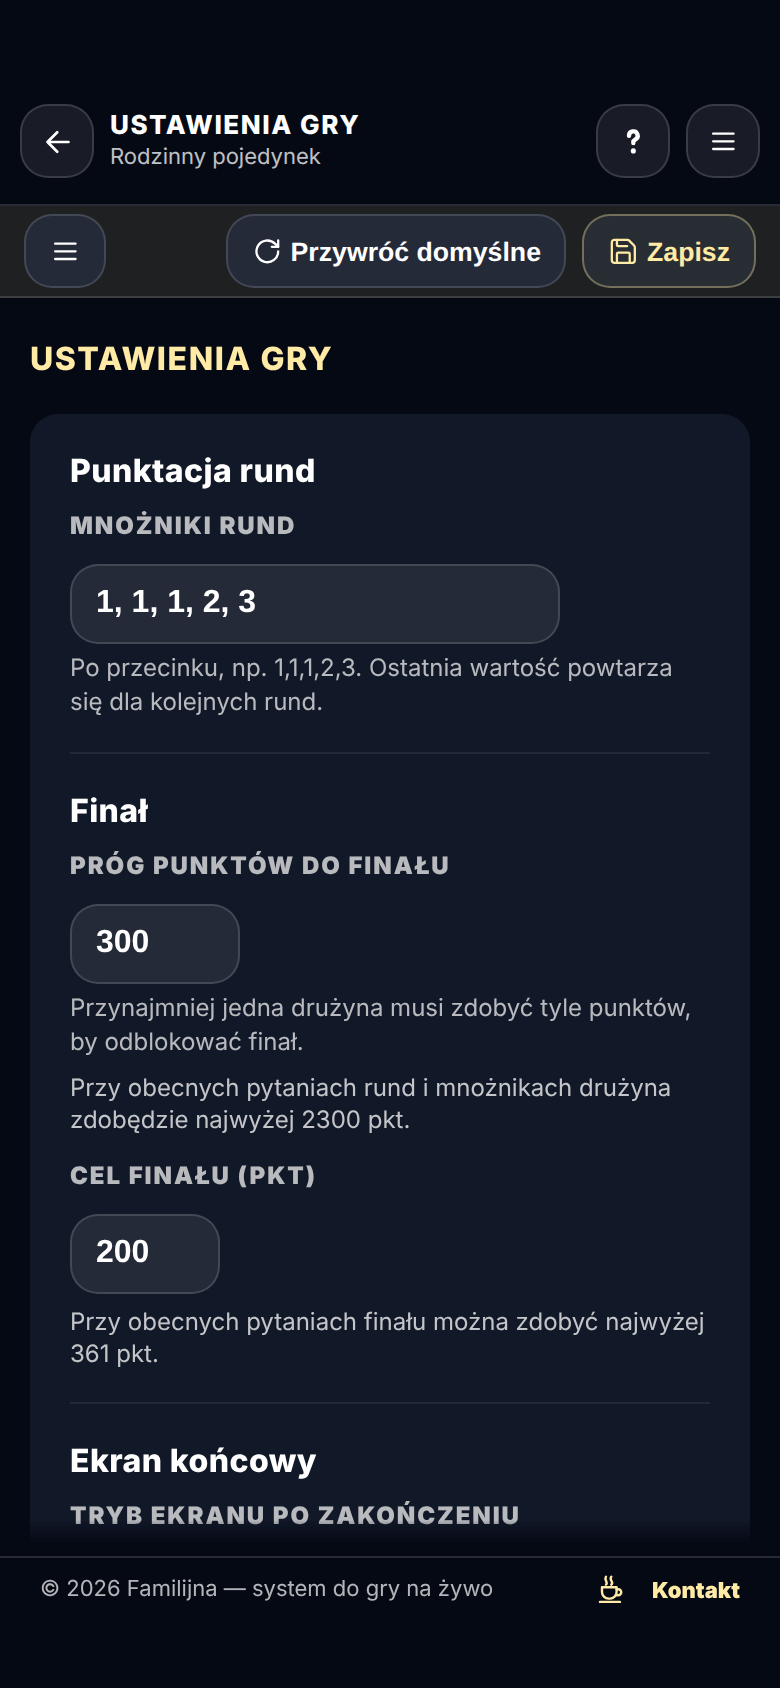 USTAWIENIA GRY
Rodzinny pojedynek
?
Przywróć domyślne
Zapisz
USTAWIENIA GRY
Punktacja rund
MNOŻNIKI RUND
1, 1, 1, 2, 3
Po przecinku, np. 1,1,1,2,3. Ostatnia wartość powtarza
się dla kolejnych rund.
Finał
PRÓG PUNKTÓW DO FINAŁU
300
Przynajmniej jedna drużyna musi zdobyć tyle punktów,
by odblokować finał.
Przy obecnych pytaniach rund i mnożnikach drużyna
zdobędzie najwyżej 2300 pkt.
CEL FINAŁU (PKT)
200
Przy obecnych pytaniach finału można zdobyć najwyżej
361 pkt.
Ekran końcowy
TRYB EKRANU PO ZAKOŃCZENIU
© 2026 Familijna — system do gry na żywo
Kontakt